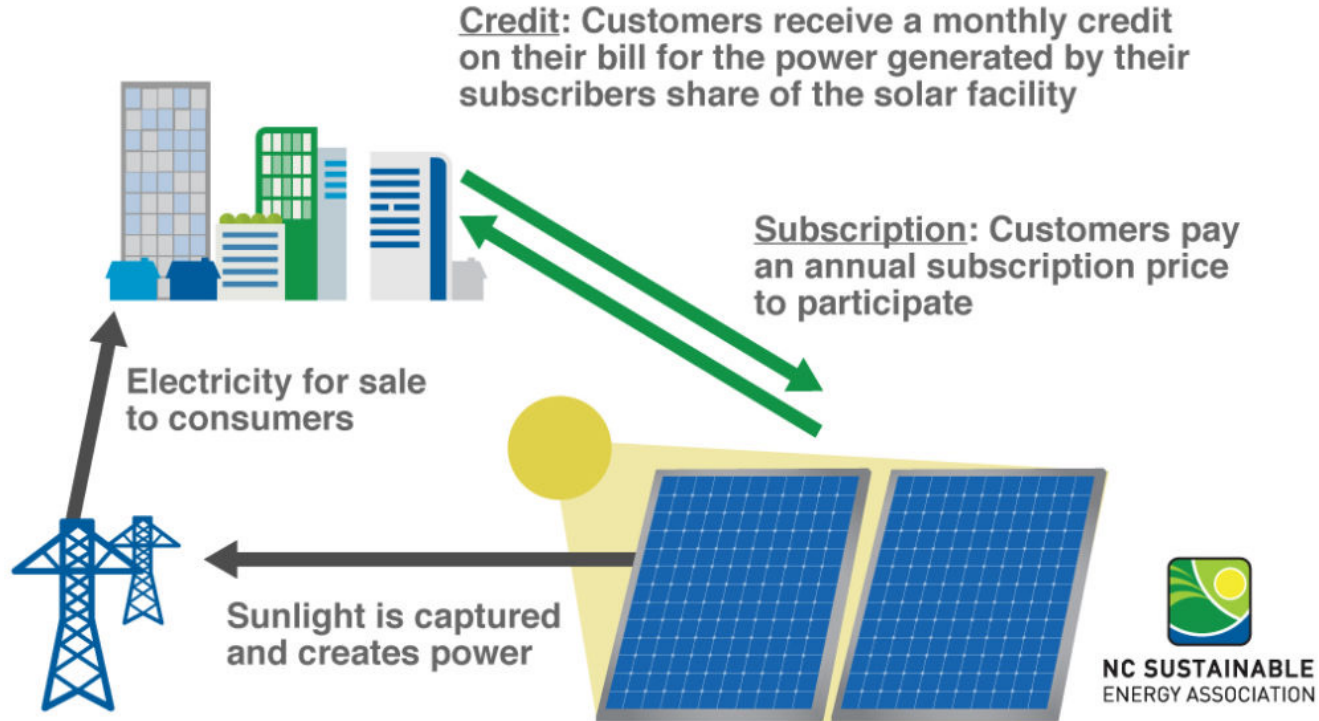 Credit: Customers receive a monthly credit
on their bill for the power generated by their
subscribers share of the solar facility
Subscription: Customers pay
an annual subscription price
to participate
Electricity for sale
to consumers
Sunlight is captured
and creates power
NC SUSTAINABLE
ENERGY ASSOCIATION